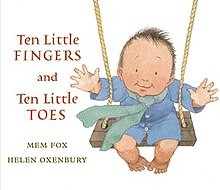 Ten Little
FINGERS
and
Ten Little
TOES
MEM FOX
HELEN OXENBURY